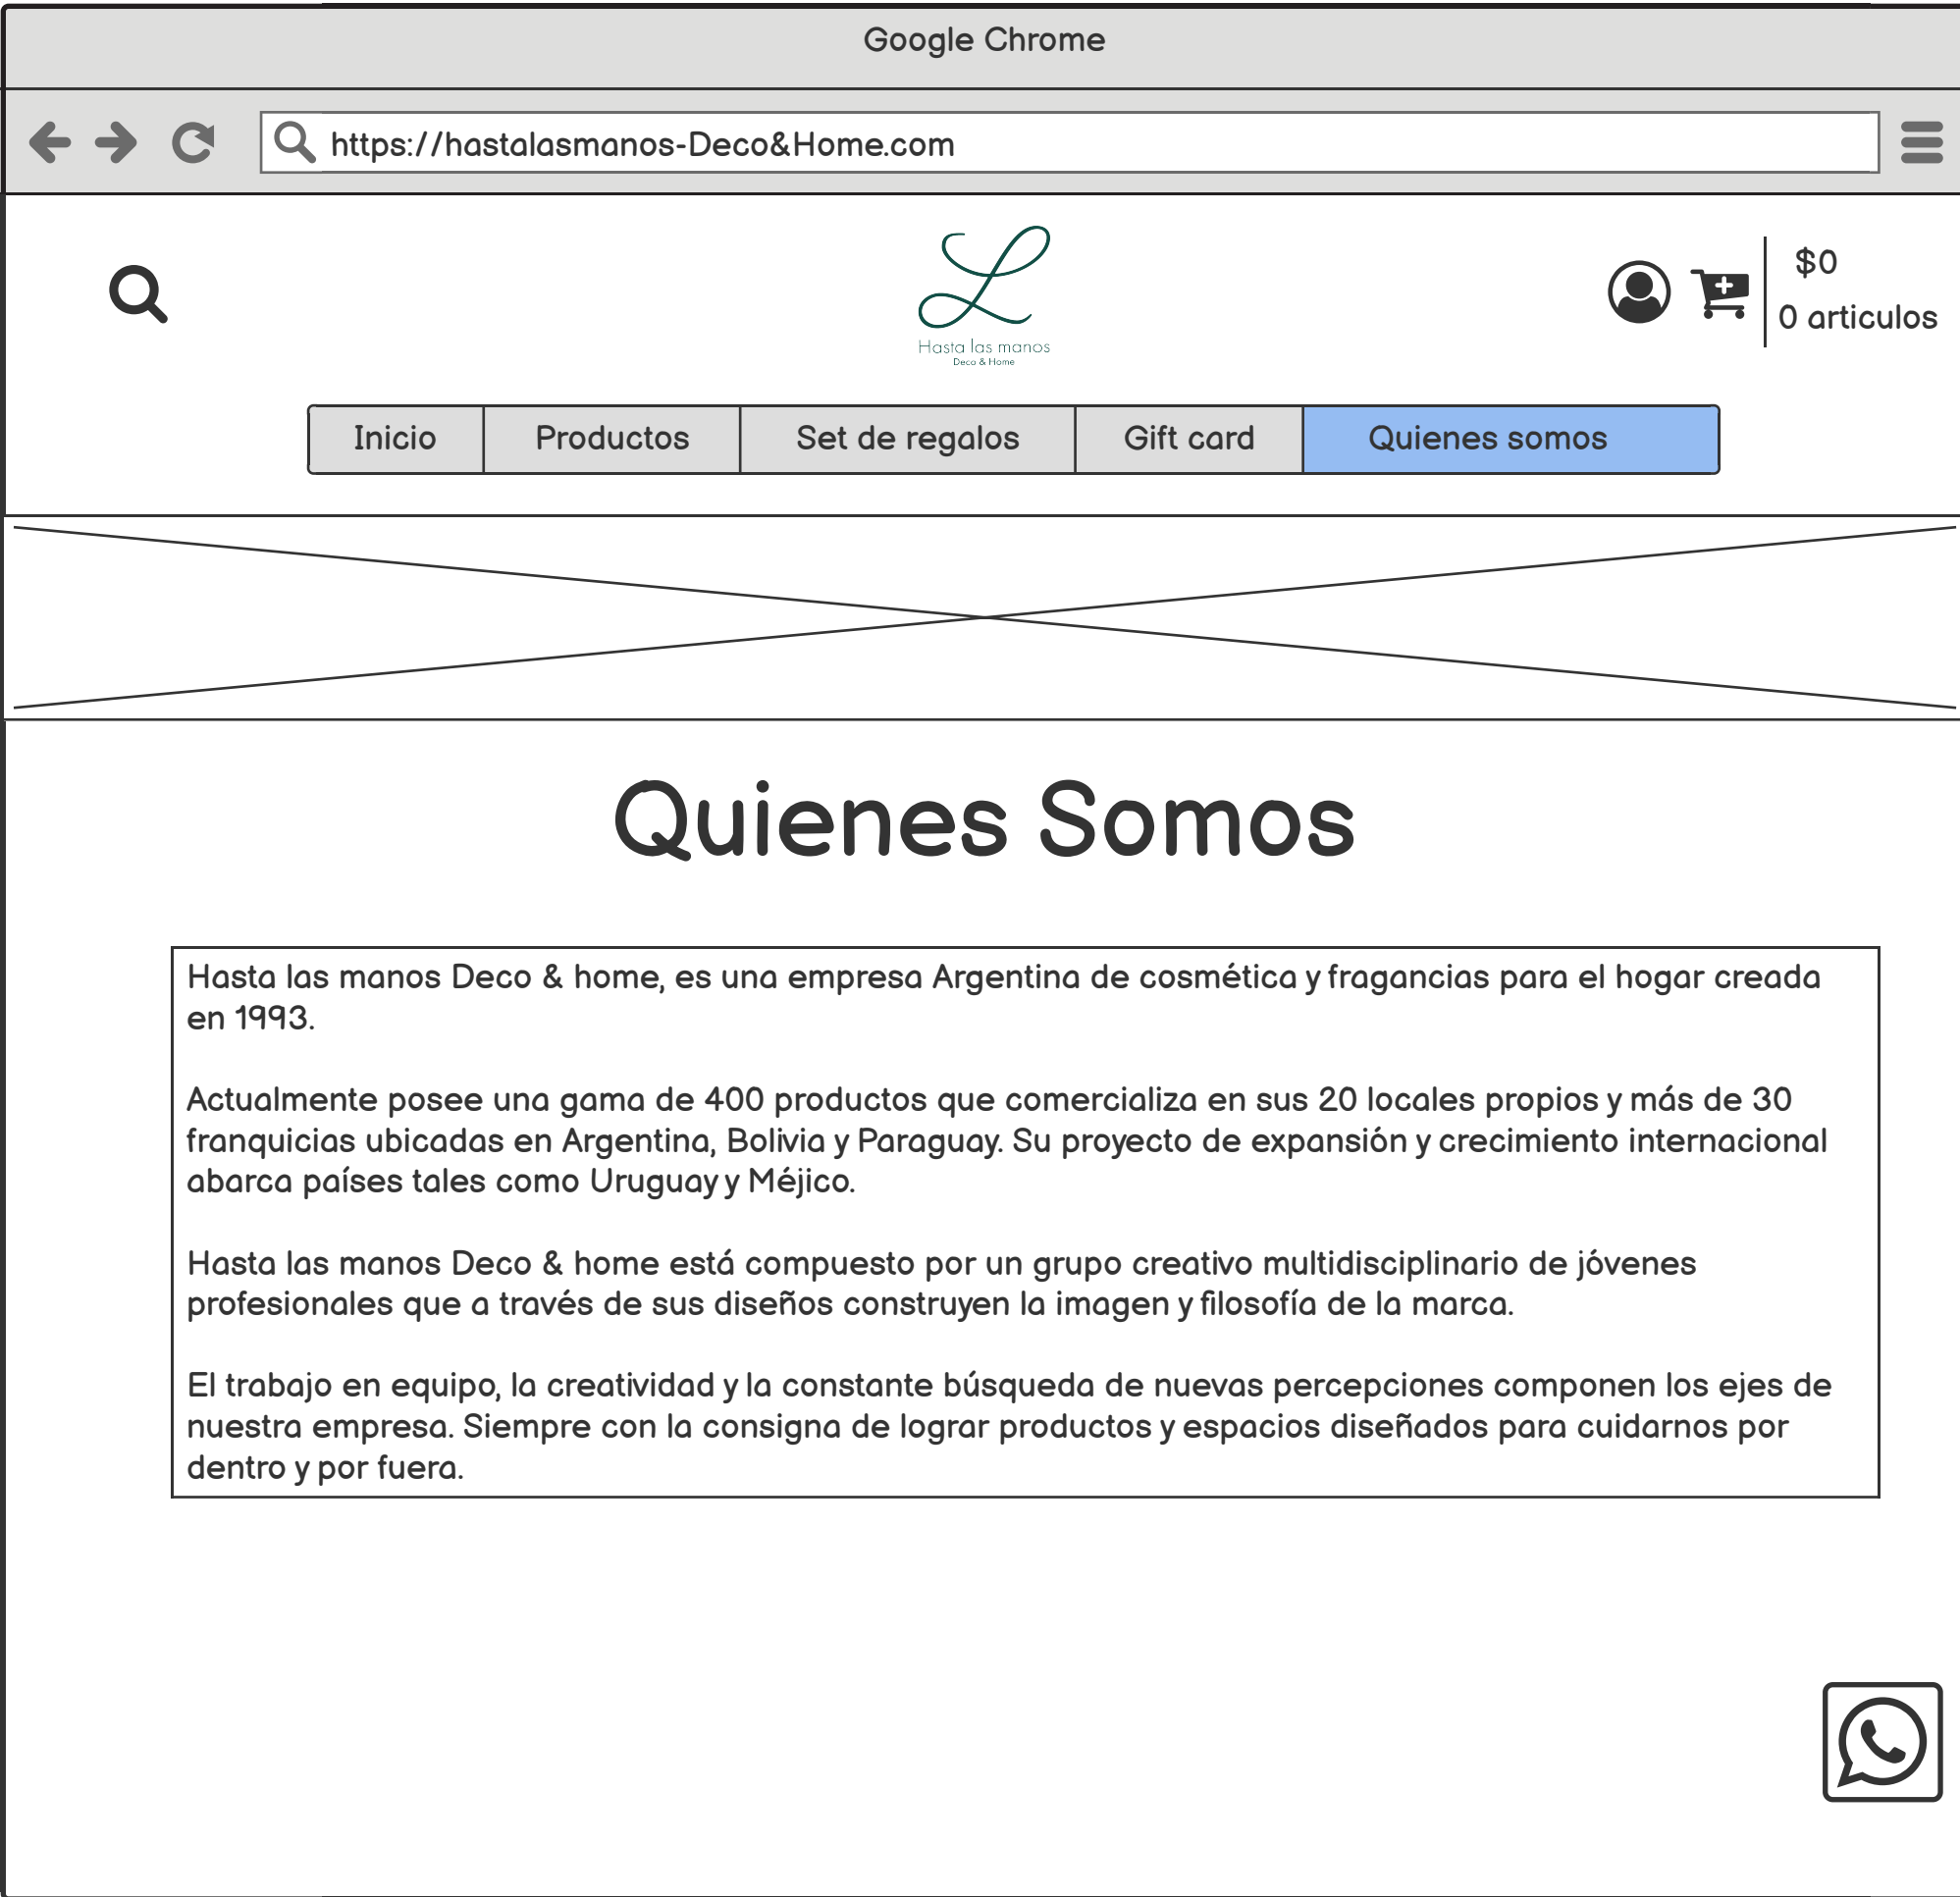 Google Chrome
https://hastalasmanos-Deco&Home.com
Hasta las manos
Deco & Home
$0
0 articulos
Inicio Productos Set de regalos Gift card Quienes somos
Quienes Somos
Hasta las manos Deco & home, es una empresa Argentina de cosmética y fragancias para el hogar creada
en 1993.
Actualmente posee una gama de 400 productos que comercializa en sus 20 locales propios y más de 30
franquicias ubicadas en Argentina, Bolivia y Paraguay. Su proyecto de expansión y crecimiento internacional
abarca países tales como Uruguay y Méjico.
Hasta las manos Deco & home está compuesto por un grupo creativo multidisciplinario de jóvenes
profesionales que a través de sus diseños construyen la imagen y filosofía de la marca.
El trabajo en equipo, la creatividad y la constante búsqueda de nuevas percepciones componen los ejes de
nuestra empresa. Siempre con la consigna de lograr productos y espacios diseñados para cuidarnos por
dentro y por fuera.